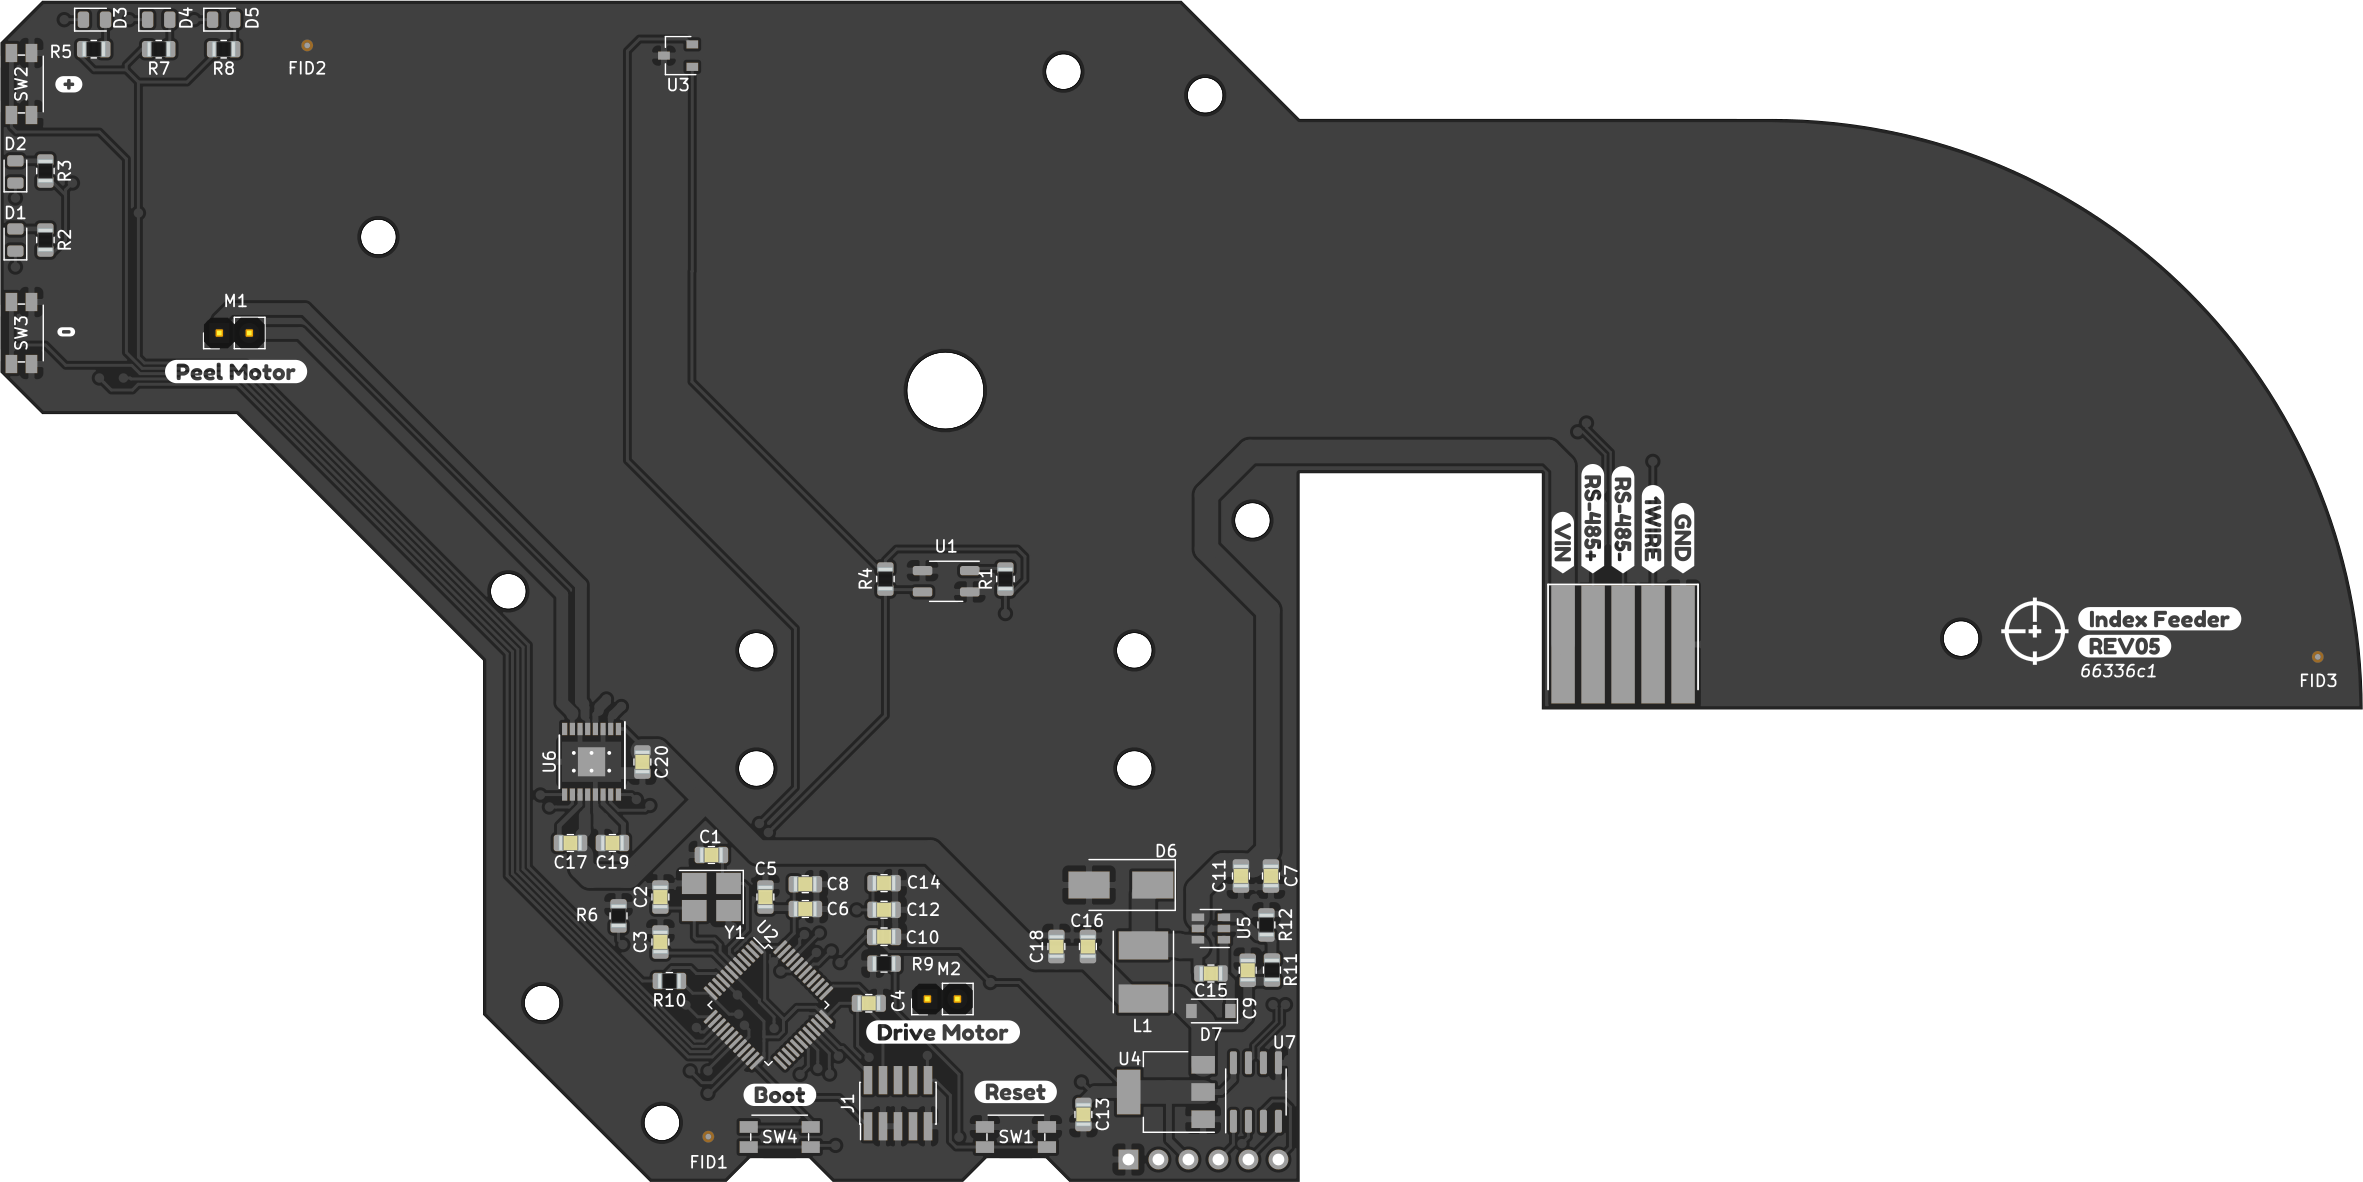 D3
D4
D5
R5
R7
R8
FID2
SW2
+
U3
D2
R3
D1
R2
M1
SW3
0
Peel Motor
U1
R4
R1
VIN
RS-485+
RS-485-
1WIRE
GND
Index Feeder
REV05
66336c1
FID3
U6
C20
C17
C19
C1
C5
C2
C8
C14
R6
C6
C12
C3
Y1
U2
C10
R9
M2
R10
C4
Drive Motor
D6
C11
C7
C16
C18
U5
R12
C15
R11
C9
L1
D7
U4
U7
Boot
Reset
J1
C13
SW4
SW1
FID1